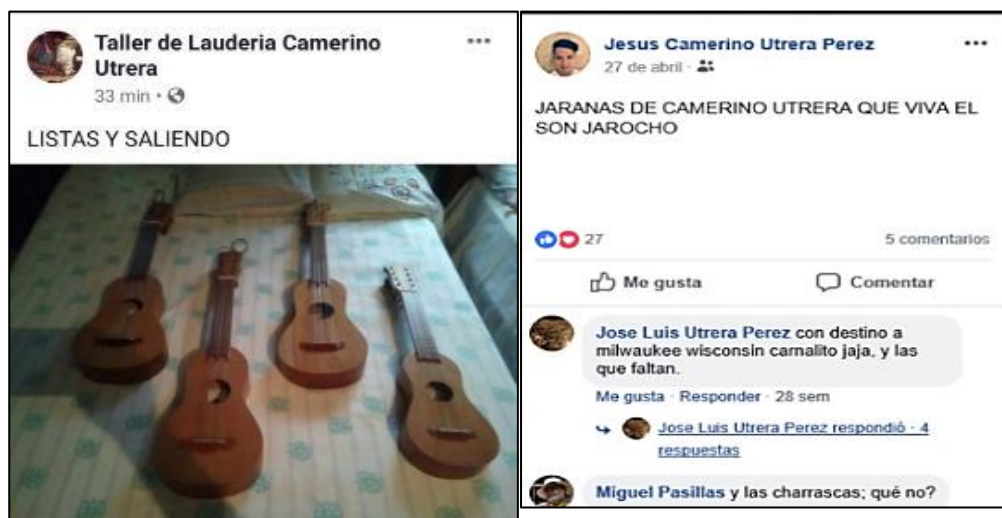 Taller de Lauderia Camerino
Utrera
33 min
LISTAS Y SALIENDO
Jesus Camerino Utrera Perez
27 de abril
JARANAS DE CAMERINO UTRERA QUE VIVA EL
SON JAROCHO
27
5 comentarios
Me gusta
Comentar
Jose Luis Utrera Perez con destino a
milwaukee wisconsin carnalito jaja, y las
que faltan.
Me gusta · Responder · 28 sem
Jose Luis Utrera Perez respondió · 4
respuestas
Miguel Pasillas y las charrascas; qué no?